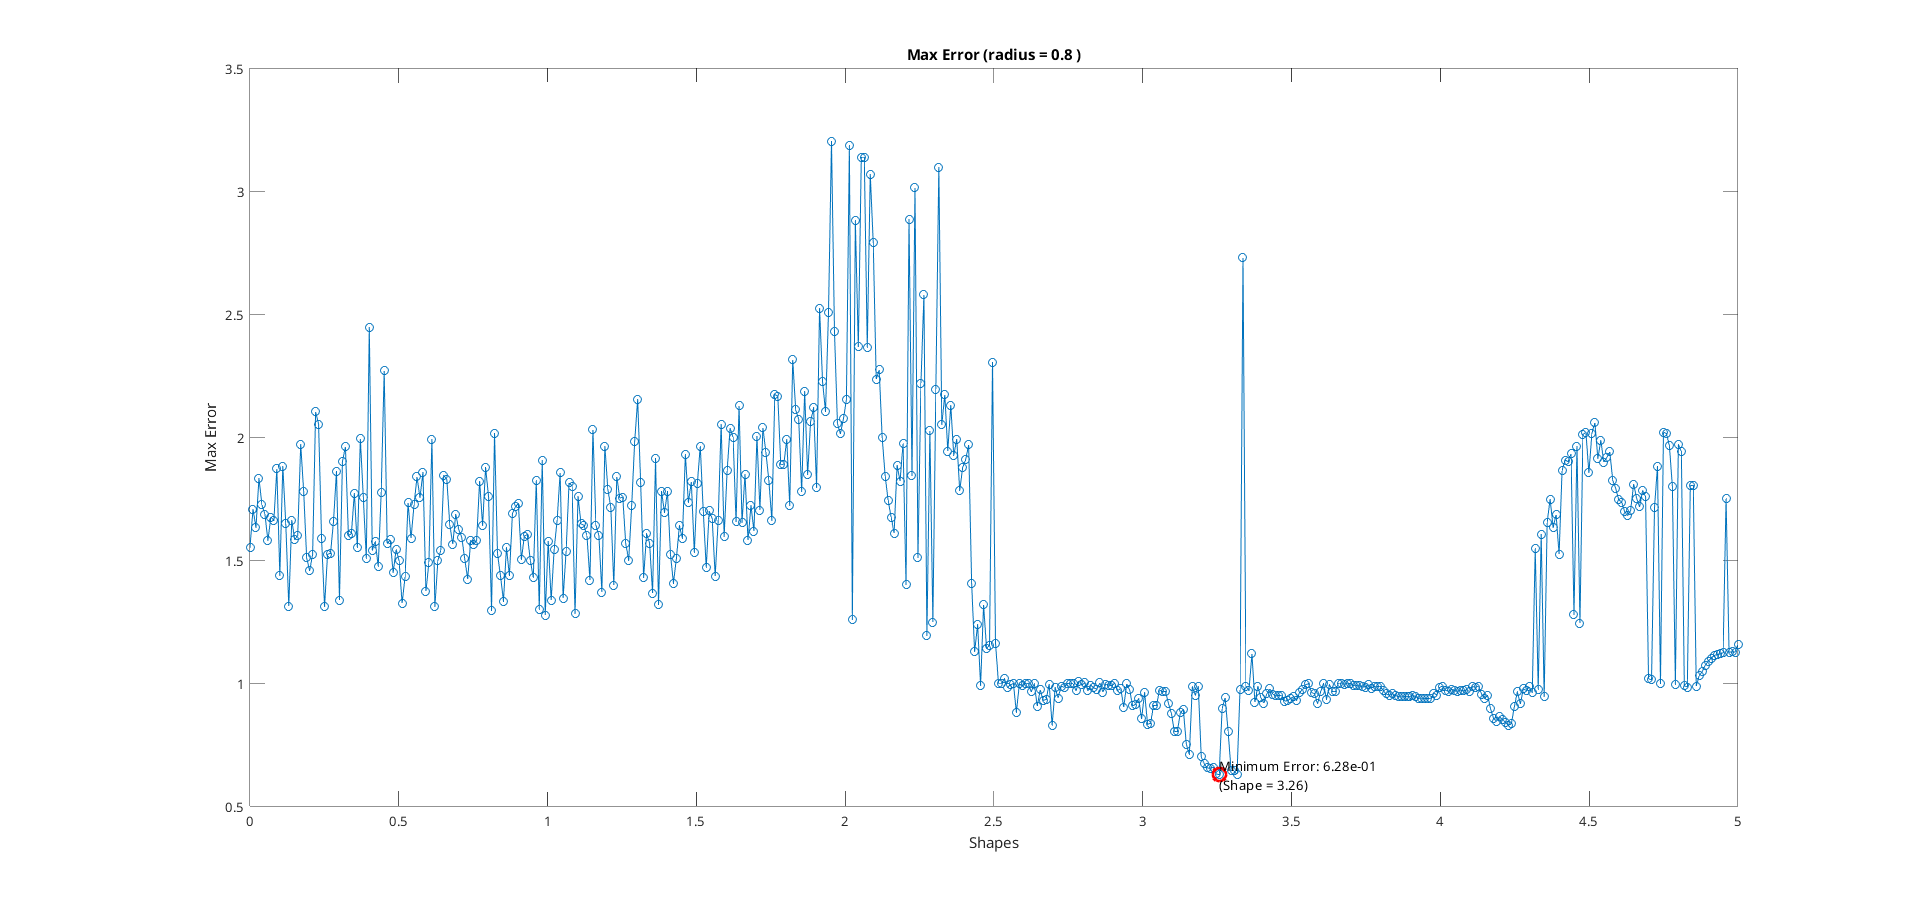 Max Error (radius = 0.8 )
3.5
3
2.5
2
1.5
1
0.5
Max Error
Minimum Error: 6.28e-01
(Shape = 3.26)
0 0.5 1 1.5 2 2.5 3 3.5 4 4.5 5
Shapes